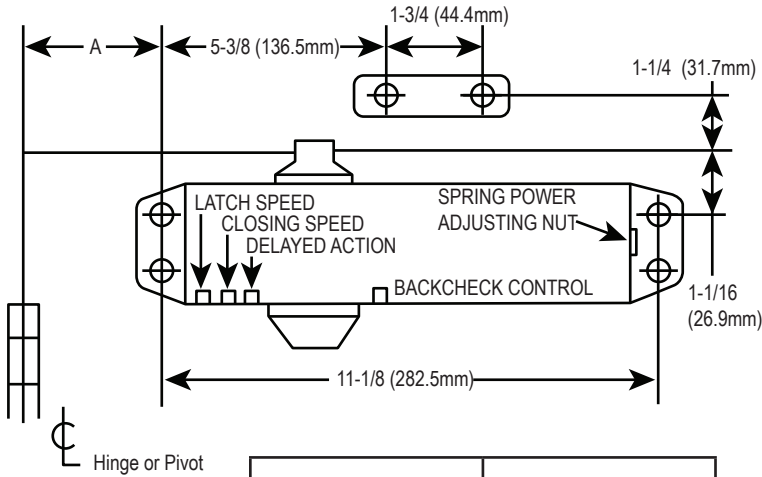 1-3/4 (44.4mm)
A
5-3/8 (136.5mm)
1-1/4 (31.7mm)
LATCH SPEED
CLOSING SPEED
DELAYED ACTION
SPRING POWER
ADJUSTING NUT
BACKCHECK CONTROL
1-1/16
(26.9mm)
11-1/8 (282.5mm)
Hinge or Pivot